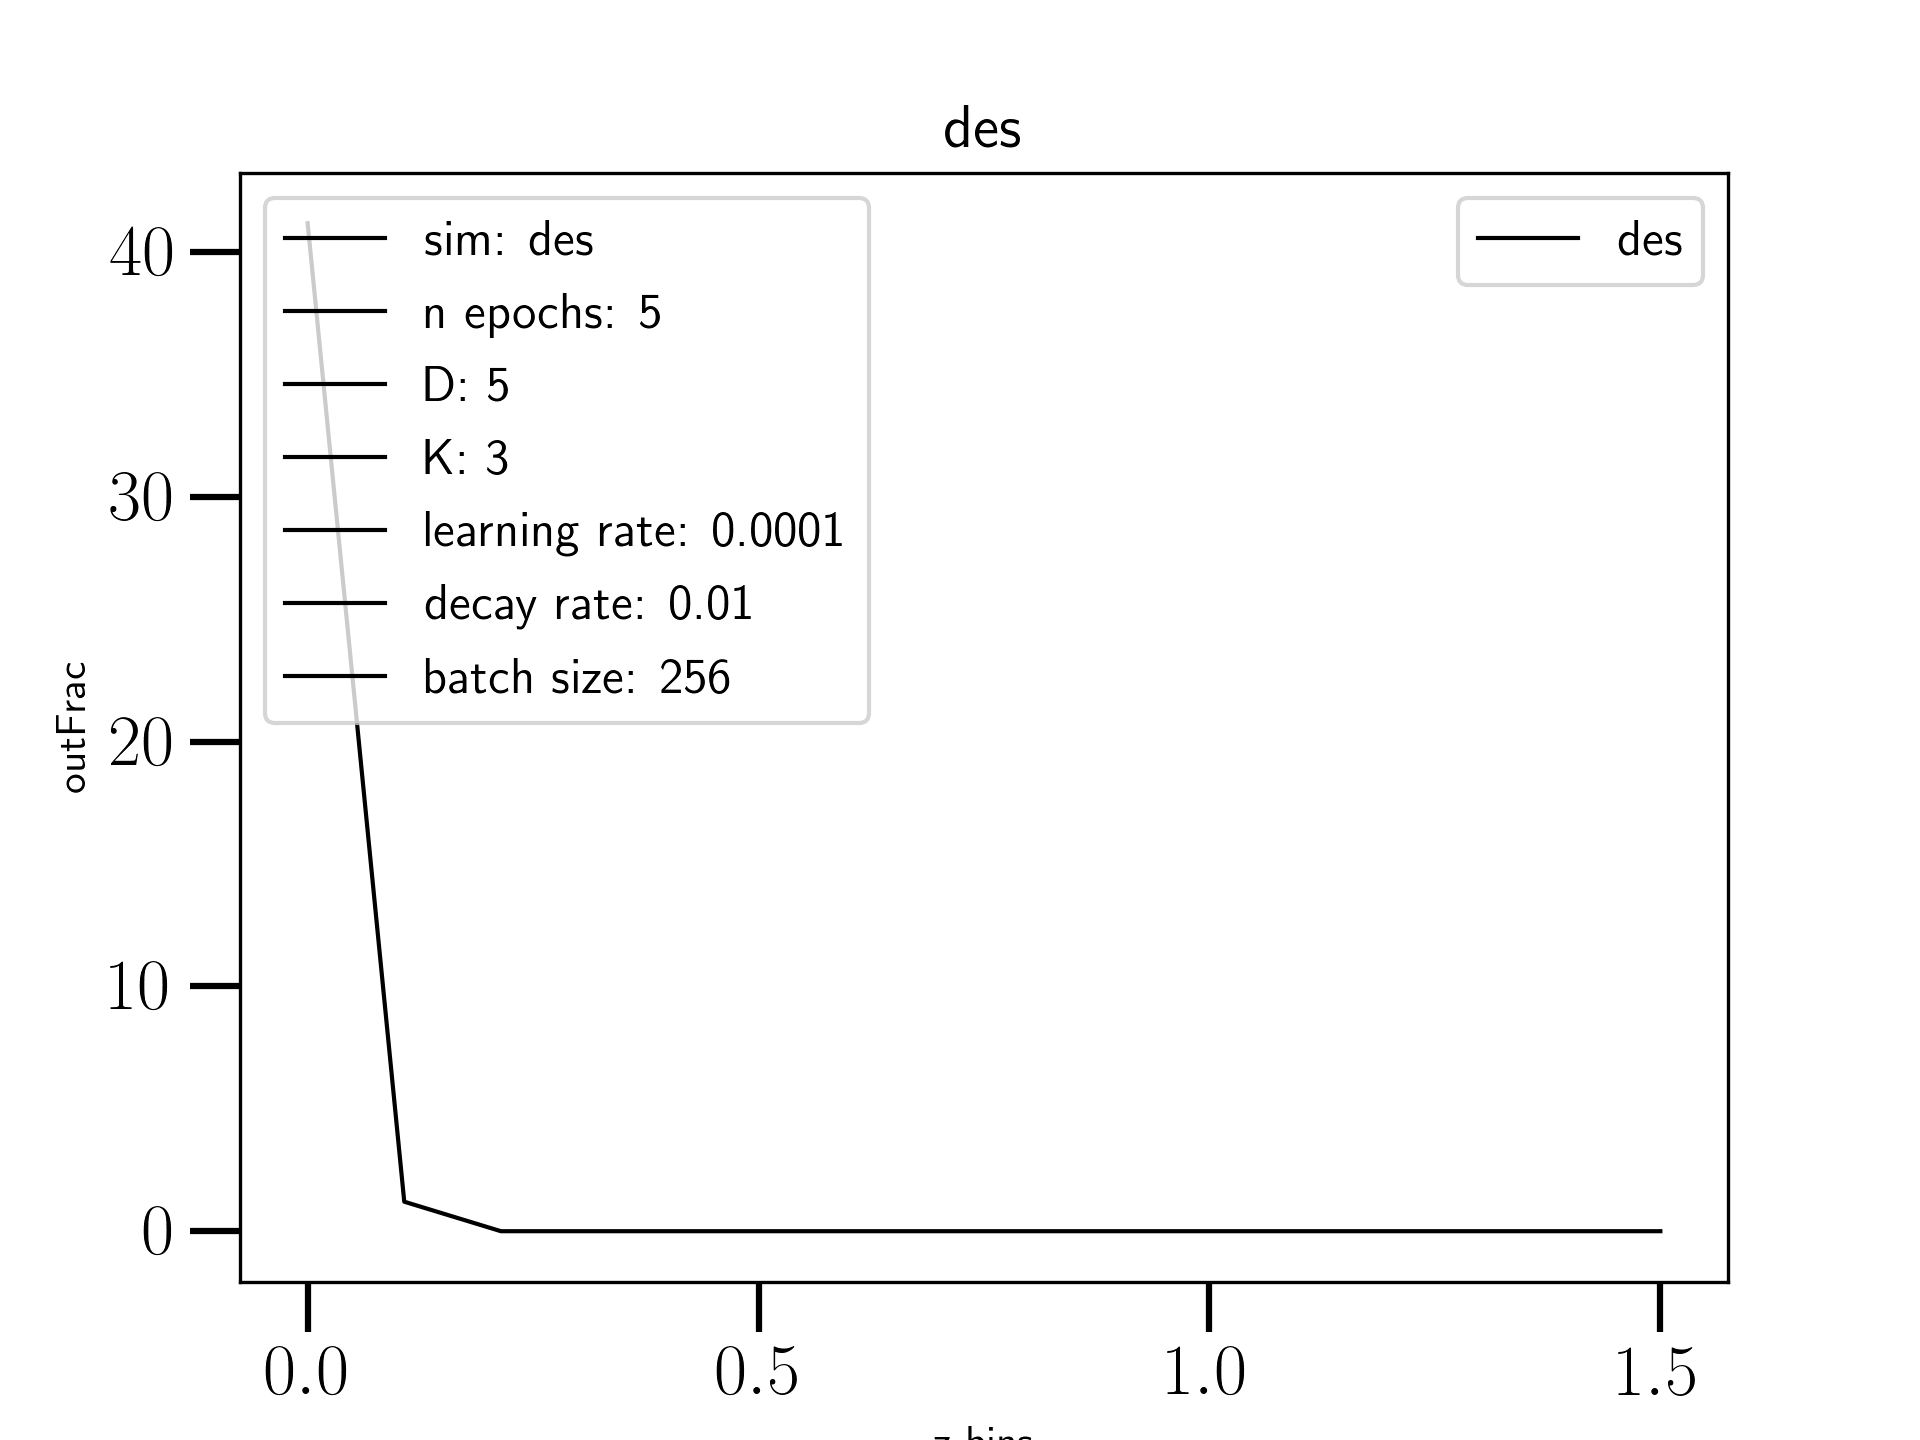 des
sim: des
n epochs: 5
D: 5
K: 3
learning rate: 0.0001
decay rate: 0.01
batch size: 256
des
outFrac
40
30
20
10
0
0.0 0.5 1.0 1.5
z bins